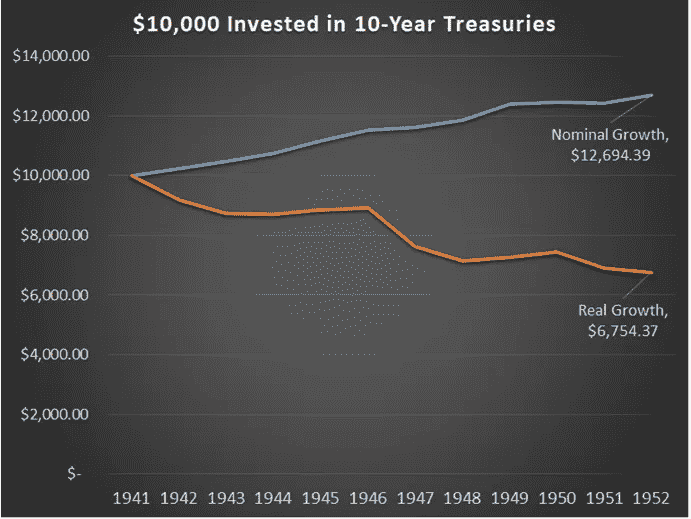 $10,000 Invested in 10-Year Treasuries
$14,000.00
$12,000.00
$10,000.00
$8,000.00
$6,000.00
$4,000.00
$2,000.00
$-
Nominal Growth,
$12,694.39
Real Growth,
$6,754.37
1941 1942 1943 1944 1945 1946 1947 1948 1949 1950 1951 1952